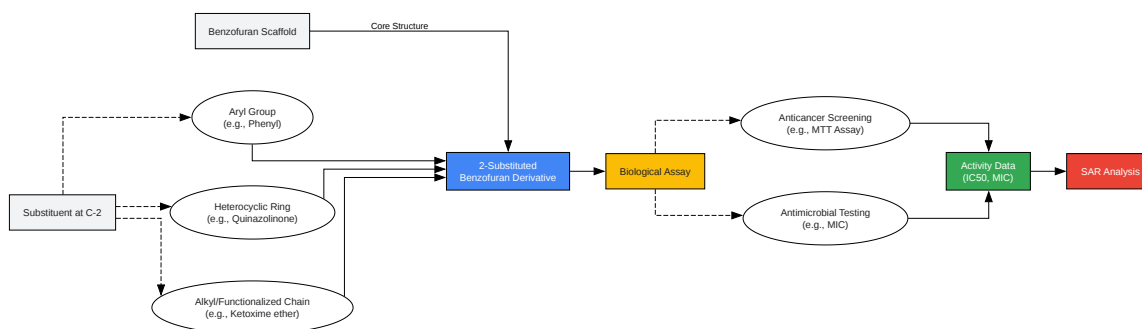 Benzofuran Scaffold
Core Structure
Aryl Group
(e.g., Phenyl)
Anticancer Screening
(e.g., MTT Assay)
2-Substituted
Benzofuran Derivative
Biological Assay
Activity Data
(IC50, MIC)
SAR Analysis
Substituent at C-2
Heterocyclic Ring
(e.g., Quinazolinone)
Antimicrobial Testing
(e.g., MIC)
Alkyl/Functionalized Chain
(e.g., Ketoxime ether)